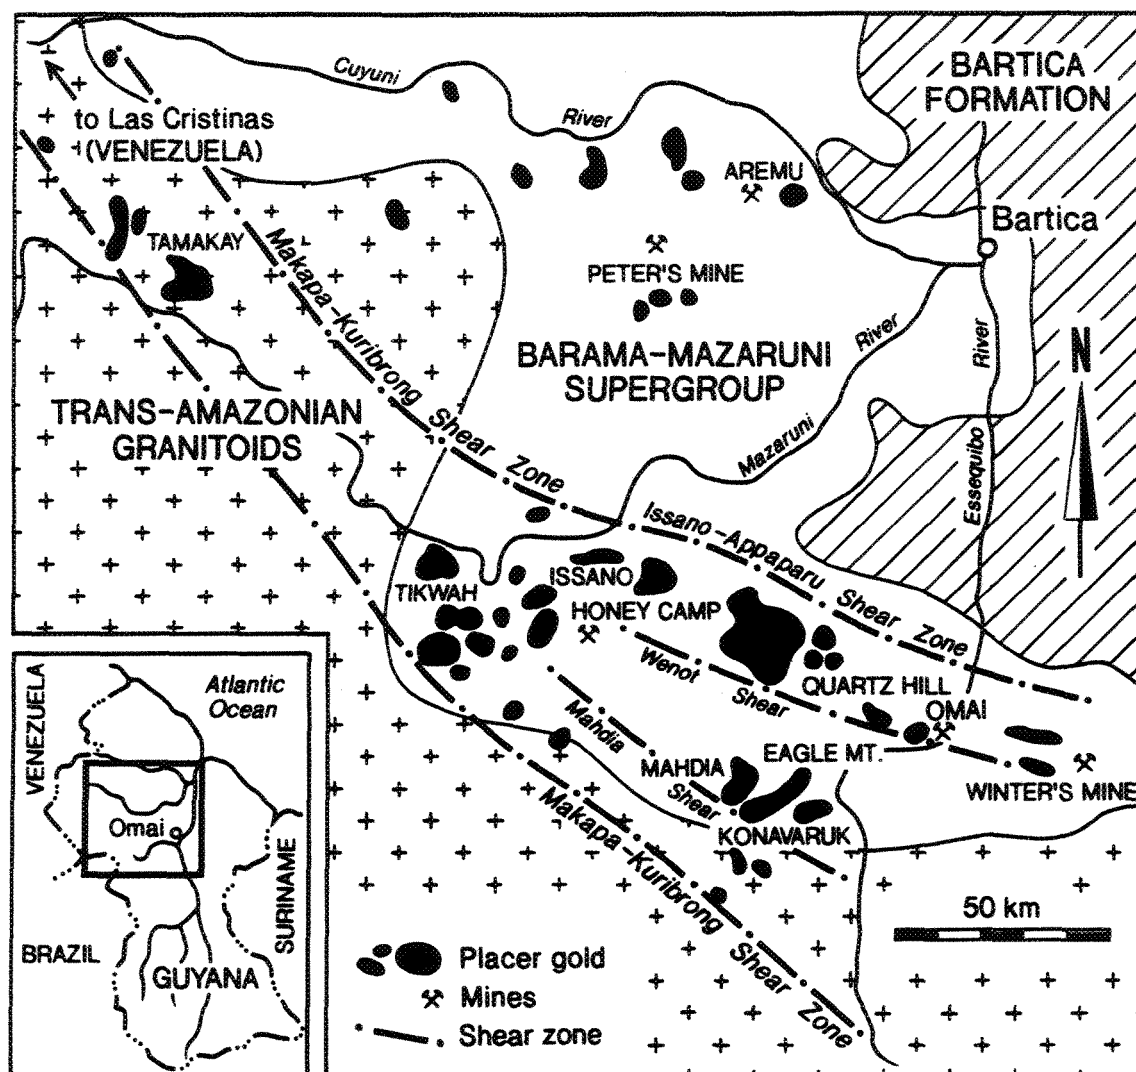 Cuyuni
River
BARTICA
FORMATION
to Las Cristinas
(VENEZUELA)
AREMU
Bartica
TAMAKAY
PETER'S MINE
Makapa-Kuribrong Shear Zone
BARAMA-MAZARUNI
SUPERGROUP
River
Mazaruni
River
Essequibo
N
TRANS-AMAZONIAN
GRANITOIDS
Issano-Appaparu Shear Zone
TIKWAH
ISSANO
HONEY CAMP
Wenot
Shear
QUARTZ HILL
OMAI
Mahdia
Shear
MAHDIA
EAGLE MT.
WINTER'S MINE
KONAVARUK
Makapa-Kuribrong Shear Zone
50 km
VENEZUELA
Atlantic
Ocean
Omai
SURINAME
BRAZIL
GUYANA
Placer gold
Mines
Shear zone